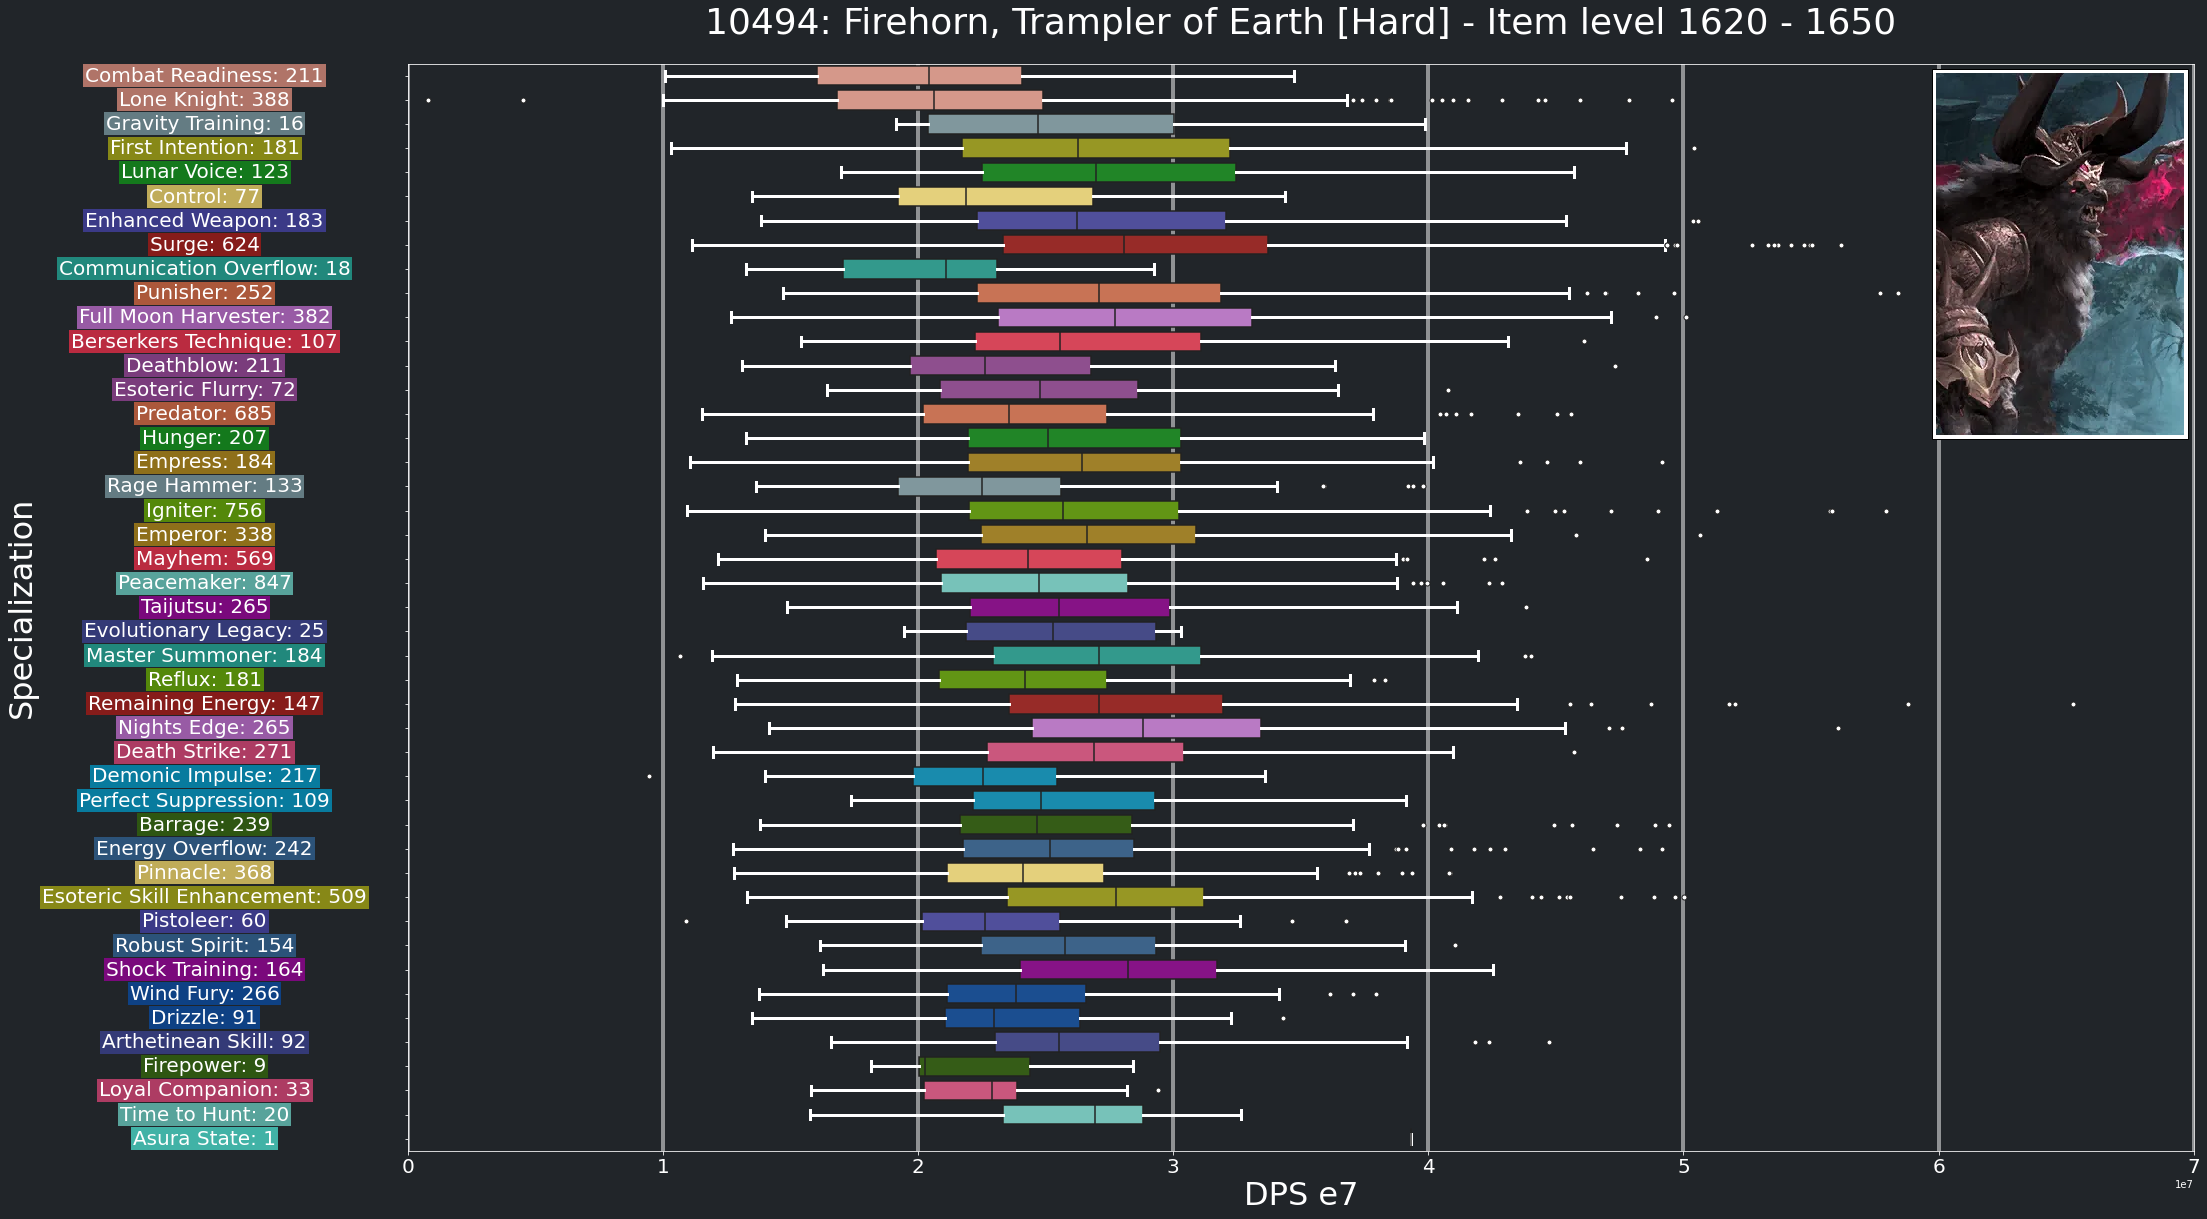 10494: Firehorn, Trampler of Earth [Hard] - Item level 1620 - 1650
Specialization
Combat Readiness: 211
Lone Knight: 388
Gravity Training: 16
First Intention: 181
Lunar Voice: 123
Control: 77
Enhanced Weapon: 183
Surge: 624
Communication Overflow: 18
Punisher: 252
Full Moon Harvester: 382
Berserkers Technique: 107
Deathblow: 211
Esoteric Flurry: 72
Predator: 685
Hunger: 207
Empress: 184
Rage Hammer: 133
Igniter: 756
Emperor: 338
Mayhem: 569
Peacemaker: 847
Taijutsu: 265
Evolutionary Legacy: 25
Master Summoner: 184
Reflux: 181
Remaining Energy: 147
Nights Edge: 265
Death Strike: 271
Demonic Impulse: 217
Perfect Suppression: 109
Barrage: 239
Energy Overflow: 242
Pinnacle: 368
Esoteric Skill Enhancement: 509
Pistoleer: 60
Robust Spirit: 154
Shock Training: 164
Wind Fury: 266
Drizzle: 91
Arthetinean Skill: 92
Firepower: 9
Loyal Companion: 33
Time to Hunt: 20
Asura State: 1
0 1 2 3 4 5 6 7
1e7
DPS e7